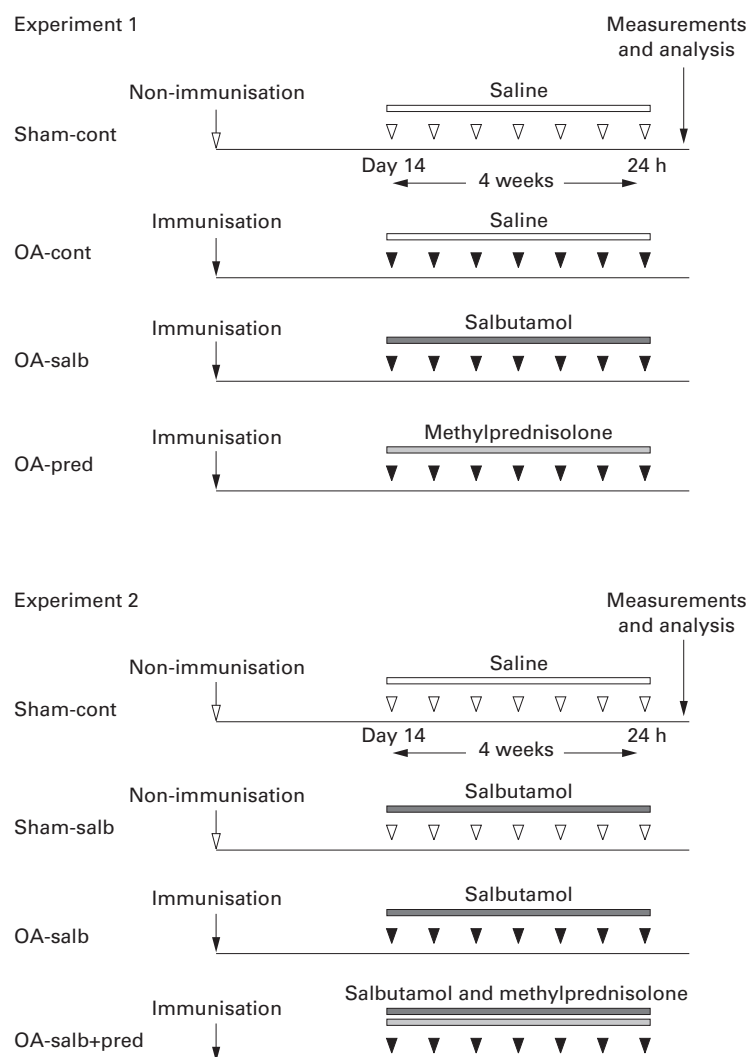 Experiment 1
Measurements
and analysis
Non-immunisation
Saline
Sham-cont
Day 14
24 h
4 weeks
Immunisation
Saline
OA-cont
Immunisation
Salbutamol
OA-salb
Immunisation
Methylprednisolone
OA-pred
Experiment 2
Measurements
and analysis
Non-immunisation
Saline
Sham-cont
Day 14
24 h
4 weeks
Non-immunisation
Salbutamol
Sham-salb
Immunisation
Salbutamol
OA-salb
Immunisation
Salbutamol and methylprednisolone
OA-salb+pred